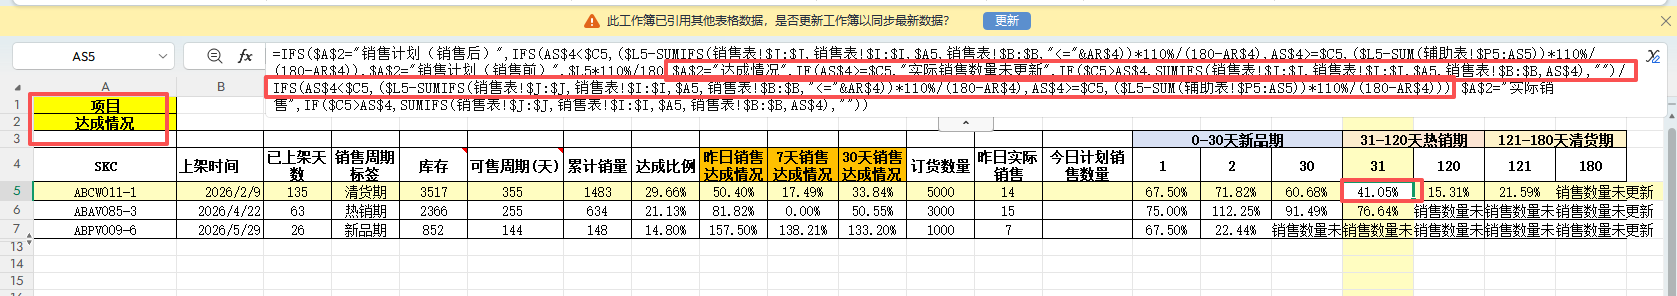 此工作簿已引用其他表格数据，是否更新工作簿以同步最新数据? 更新
AS5 fx =IFS($A$2="销售计划（销售后）",IFS(AS$4<$C5,($L5-SUMIFS(销售表!$I:$I,销售表!$I:$I,$A5,销售表!$B:$B,"<="&AR$4))*110%/(180-AR$4),AS$4>=$C5,($L5-SUM(辅助表!$P5:AS5))*110%/
(180-AR$4)),$A$2="销售计划（销售前）",$L5*110%/180,$A$2="达成情况",IF(AS$4>=$C5,"实际销售数量未更新",IF($C5>AS$4,SUMIFS(销售表!$J:$J,销售表!$I:$I,$A5,销售表!$B:$B,AS$4),"")/
IFS(AS$4<$C5,($L5-SUMIFS(销售表!$J:$J,销售表!$I:$I,$A5,销售表!$B:$B,"<="&AR$4))*110%/(180-AR$4),AS$4>=$C5,($L5-SUM(辅助表!$P5:AS5))*110%/(180-AR$4))),$A$2="实际销
售",IF($C5>AS$4,SUMIFS(销售表!$J:$J,销售表!$I:$I,$A5,销售表!$B:$B,AS$4),""))
A B
1 项目
2 达成情况
3 0-30天新品期 31-120天热销期 121-180天清货期
4 SKC 上架时间 已上架天数 销售周期标签 库存 可售周期(天) 累计销量 达成比例 昨日销售达成情况 7天销售达成情况 30天销售达成情况 订货数量 昨日实际销售 今日计划销售数量 1 2 30 31 120 121 180
5 ABCW011-1 2026/2/9 135 清货期 3517 355 1483 29.66% 50.40% 17.49% 33.84% 5000 14 67.50% 71.82% 60.68% 41.05% 15.31% 21.59% 销售数量未更新
6 ABAV085-3 2026/4/22 63 热销期 2366 255 634 21.13% 81.82% 0.00% 50.55% 3000 15 75.00% 112.25% 91.49% 76.64% 销售数量未销售数量未销售数量未更新
7 ABPV009-6 2026/5/29 26 新品期 852 144 148 14.80% 157.50% 138.21% 133.20% 1000 7 67.50% 22.44% 销售数量未销售数量未销售数量未销售数量未销售数量未更新
13
14
15